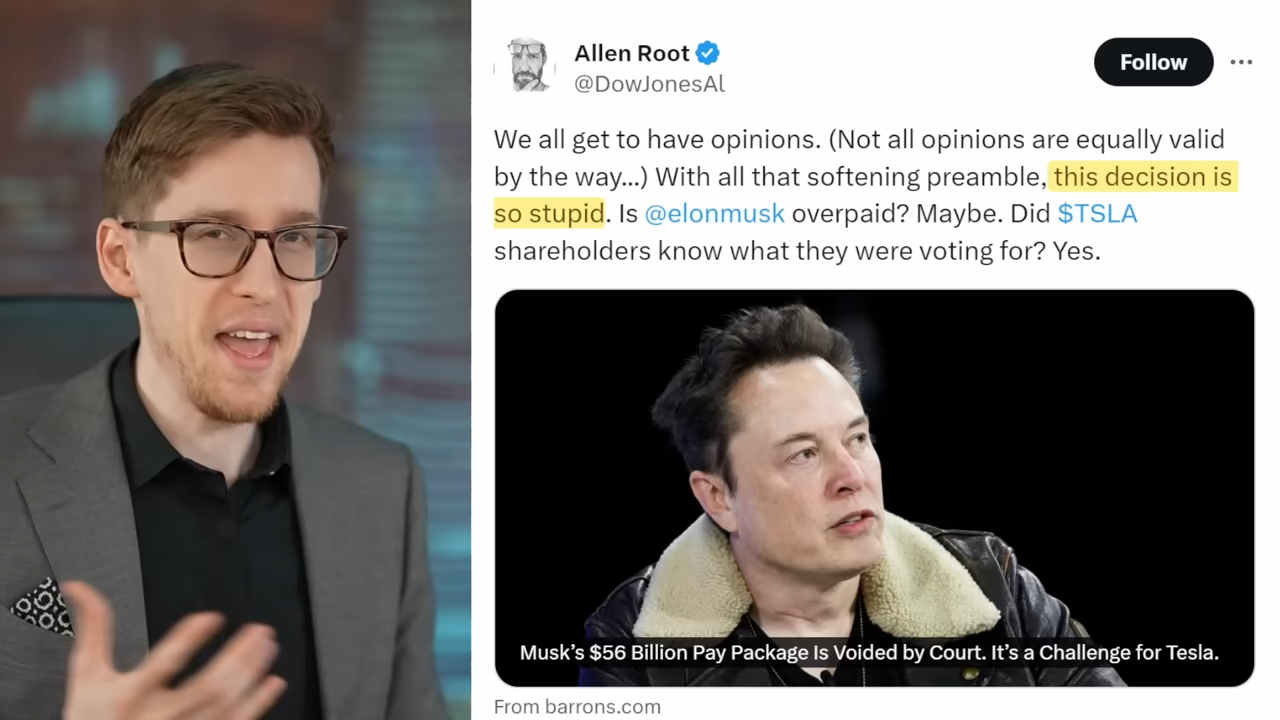 Allen Root
Follow
@DowJonesAl
We all get to have opinions. (Not all opinions are equally valid
by the way...) With all that softening preamble, this decision is
so stupid. Is @elonmusk overpaid? Maybe. Did $TSLA
shareholders know what they were voting for? Yes.
Musk's $56 Billion Pay Package Is Voided by Court. It's a Challenge for Tesla.
From barrons.com